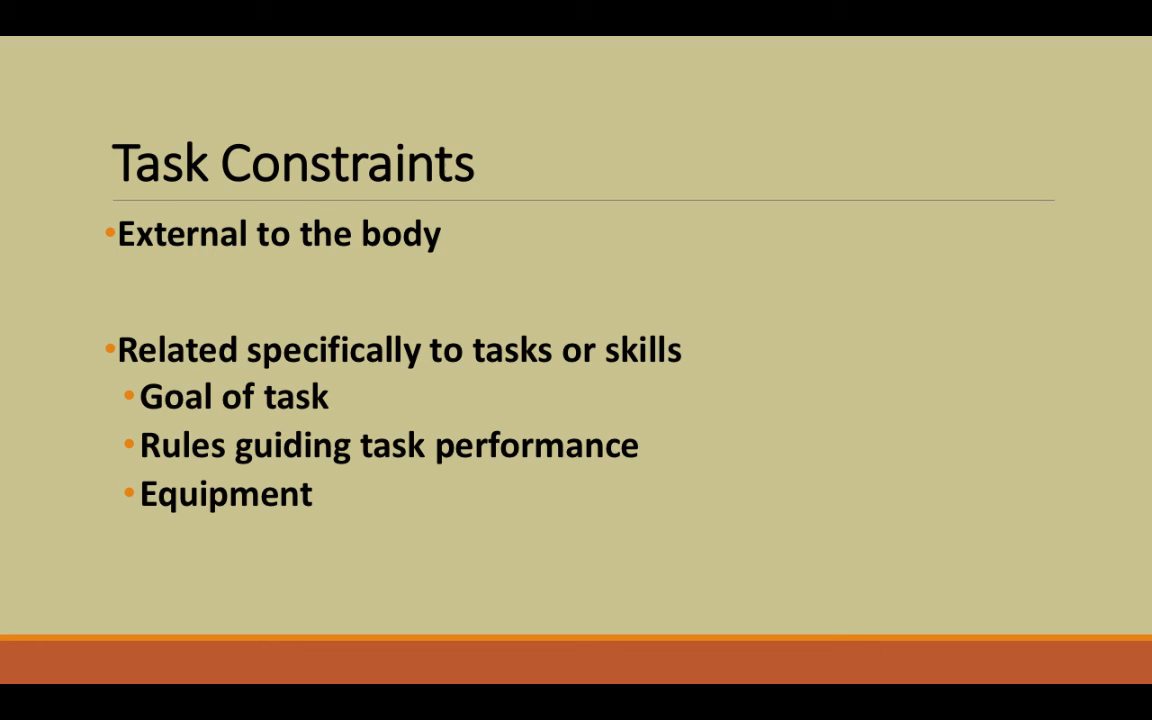 Task Constraints
•External to the body
•Related specifically to tasks or skills
•Goal of task
•Rules guiding task performance
•Equipment